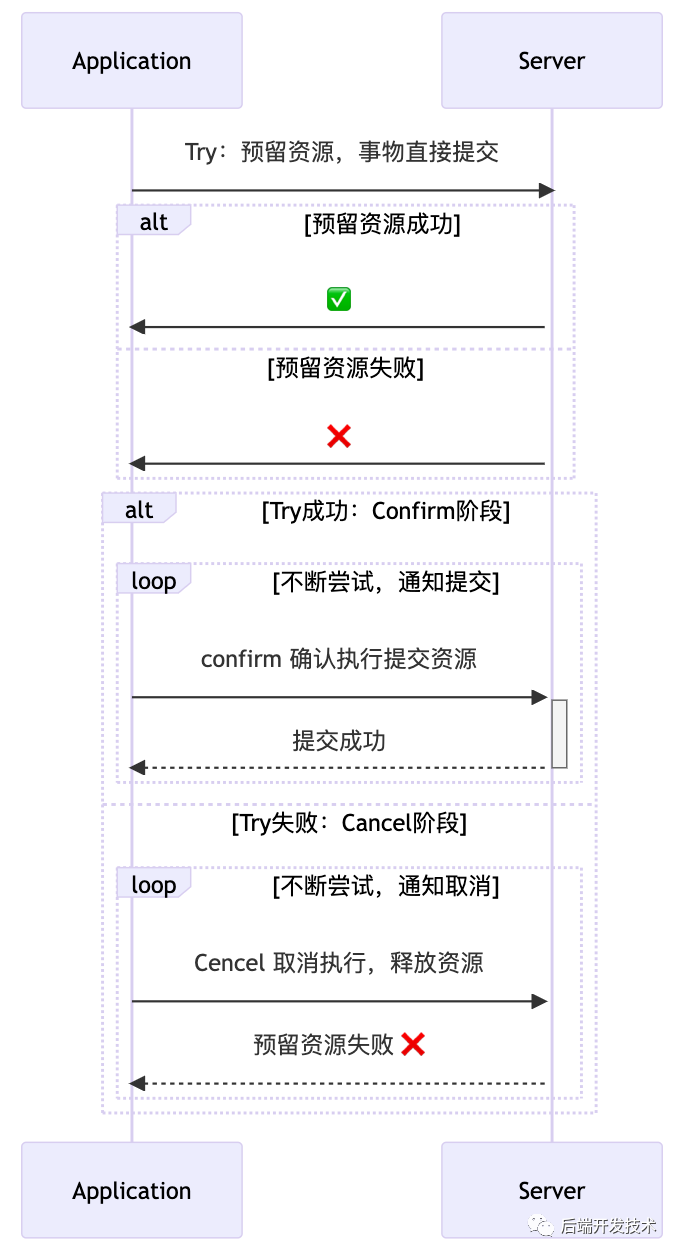 Application
Server
Try：预留资源，事物直接提交
alt
[预留资源成功]
✅
[预留资源失败]
❌
alt
[Try成功：Confirm阶段]
loop
[不断尝试，通知提交]
confirm 确认执行提交资源
提交成功
[Try失败：Cancel阶段]
loop
[不断尝试，通知取消]
Cencel 取消执行，释放资源
预留资源失败 ❌
Application
Server
后端开发技术